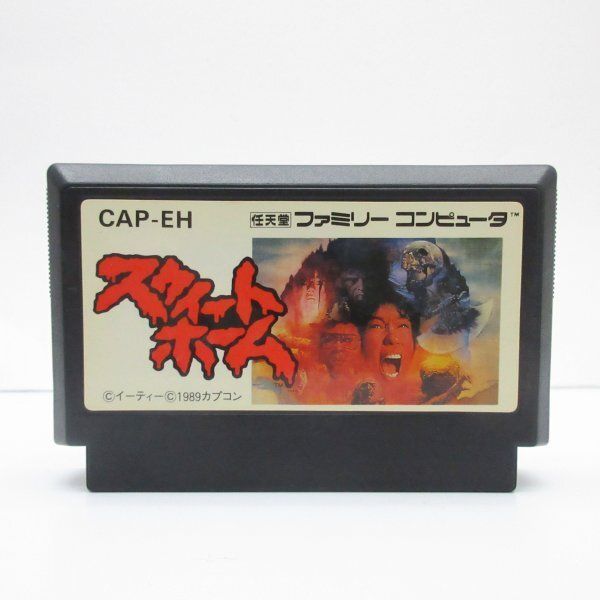 CAP-EH
任天堂 ファミリー コンピュータ™
スウィート
ホーム
©イーティー©1989カプコン